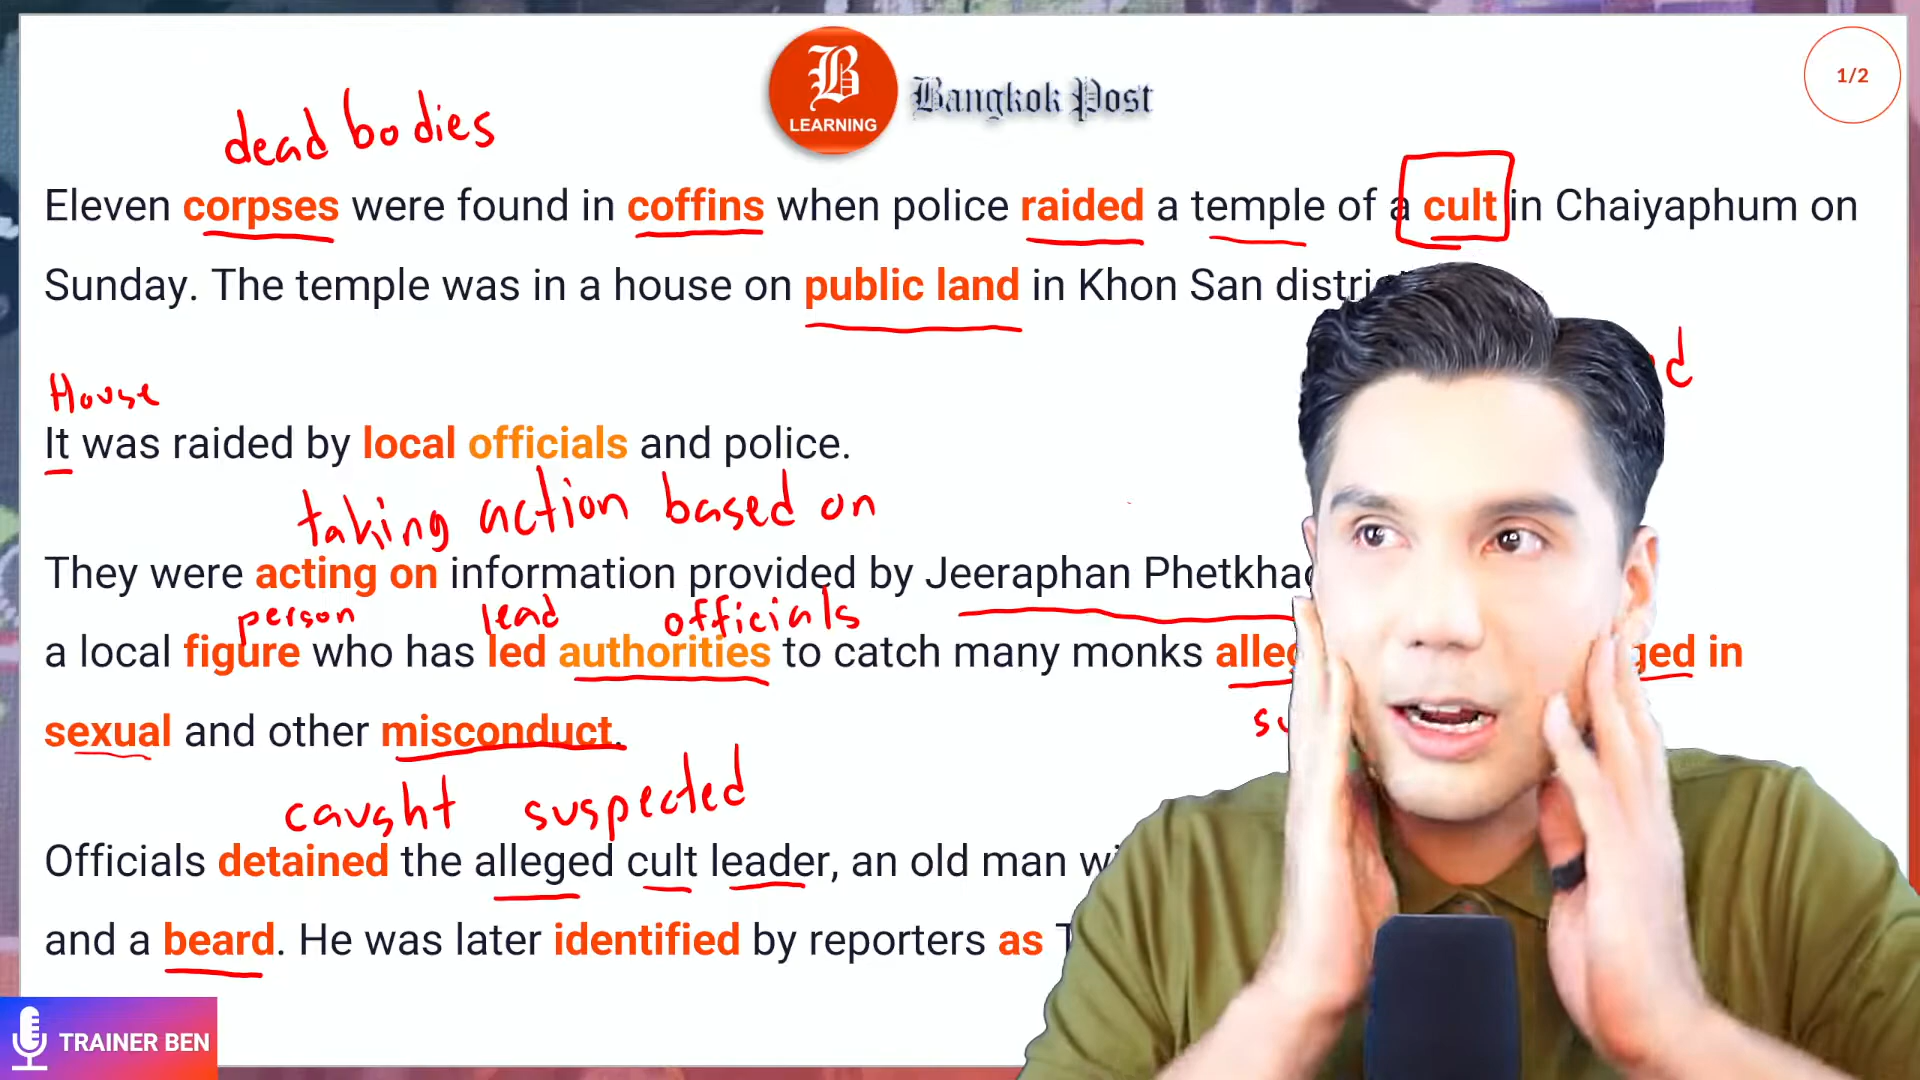 B
LEARNING
Bangkok Post
1/2
dead bodies
Eleven corpses were found in coffins when police raided a temple of a cult in Chaiyaphum on
Sunday. The temple was in a house on public land in Khon San
House
It was raided by local officials and police.
taking action based on
They were acting on information provided by Jeeraphan
person lead officials
a local figure who has led authorities to catch many monks in
sexual and other misconduct.
caught suspected
Officials detained the alleged cult leader, an old man
and a beard. He was later identified by reporters as
TRAINER BEN